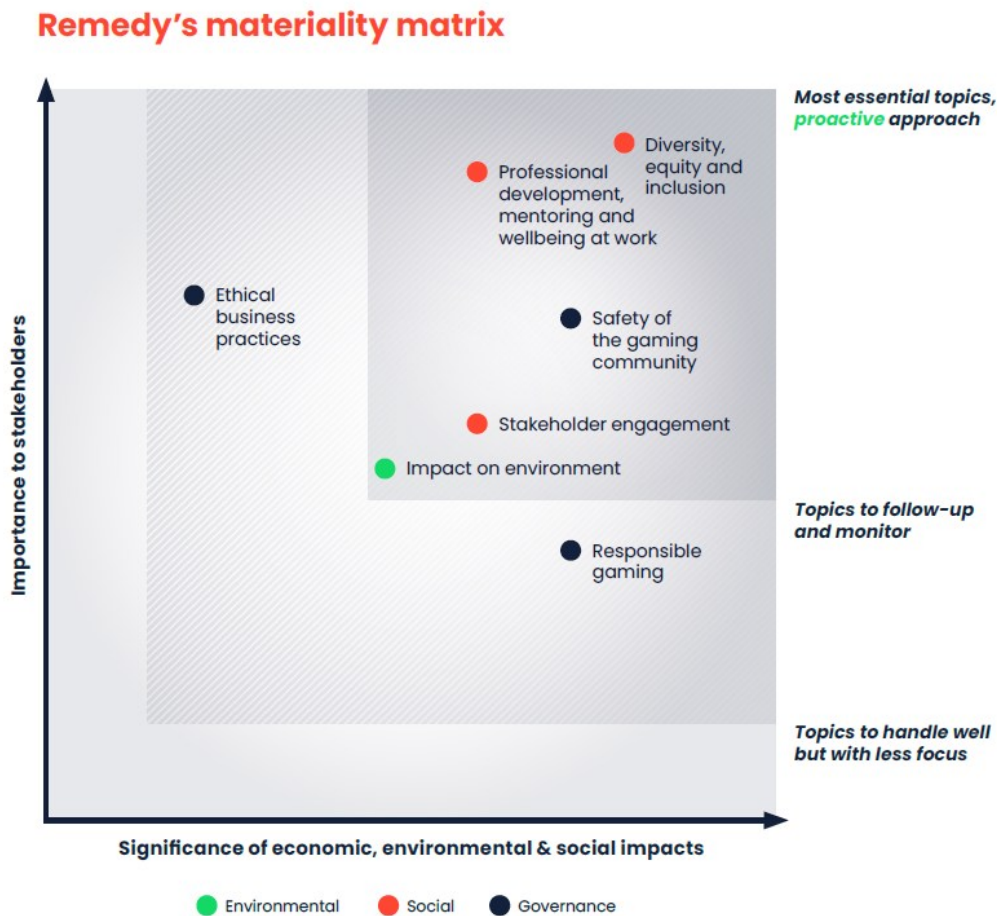 Remedy's materiality matrix
Most essential topics,
proactive approach
Diversity,
equity and
inclusion
Professional
development,
mentoring and
wellbeing at work
Ethical
business
practices
Safety of
the gaming
community
Importance to stakeholders
Stakeholder engagement
Impact on environment
Topics to follow-up
and monitor
Responsible
gaming
Topics to handle well
but with less focus
Significance of economic, environmental & social impacts
Environmental
Social
Governance